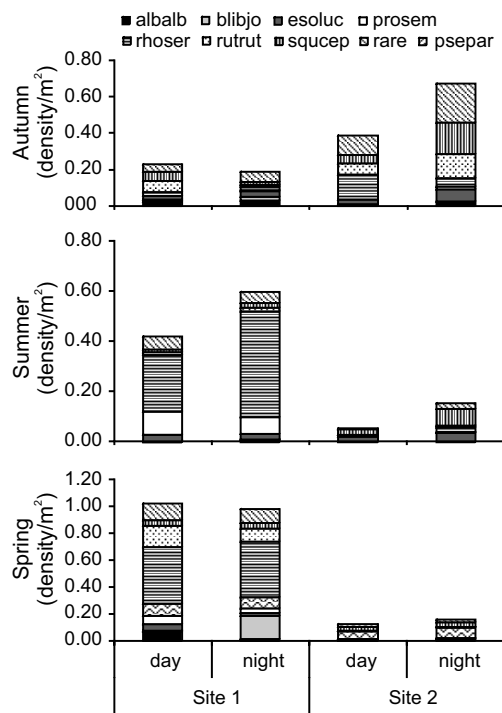 albalb blibjo esoluc prosem
rhoser rutrut squcep rare psepar
0.80
0.60
0.40
0.20
000
Autumn
(density/m²)
0.80
0.60
0.40
0.20
0.00
Summer
(density/m²)
1.20
1.00
0.80
0.60
0.40
0.20
0.00
Spring
(density/m²)
day night day night
Site 1 Site 2